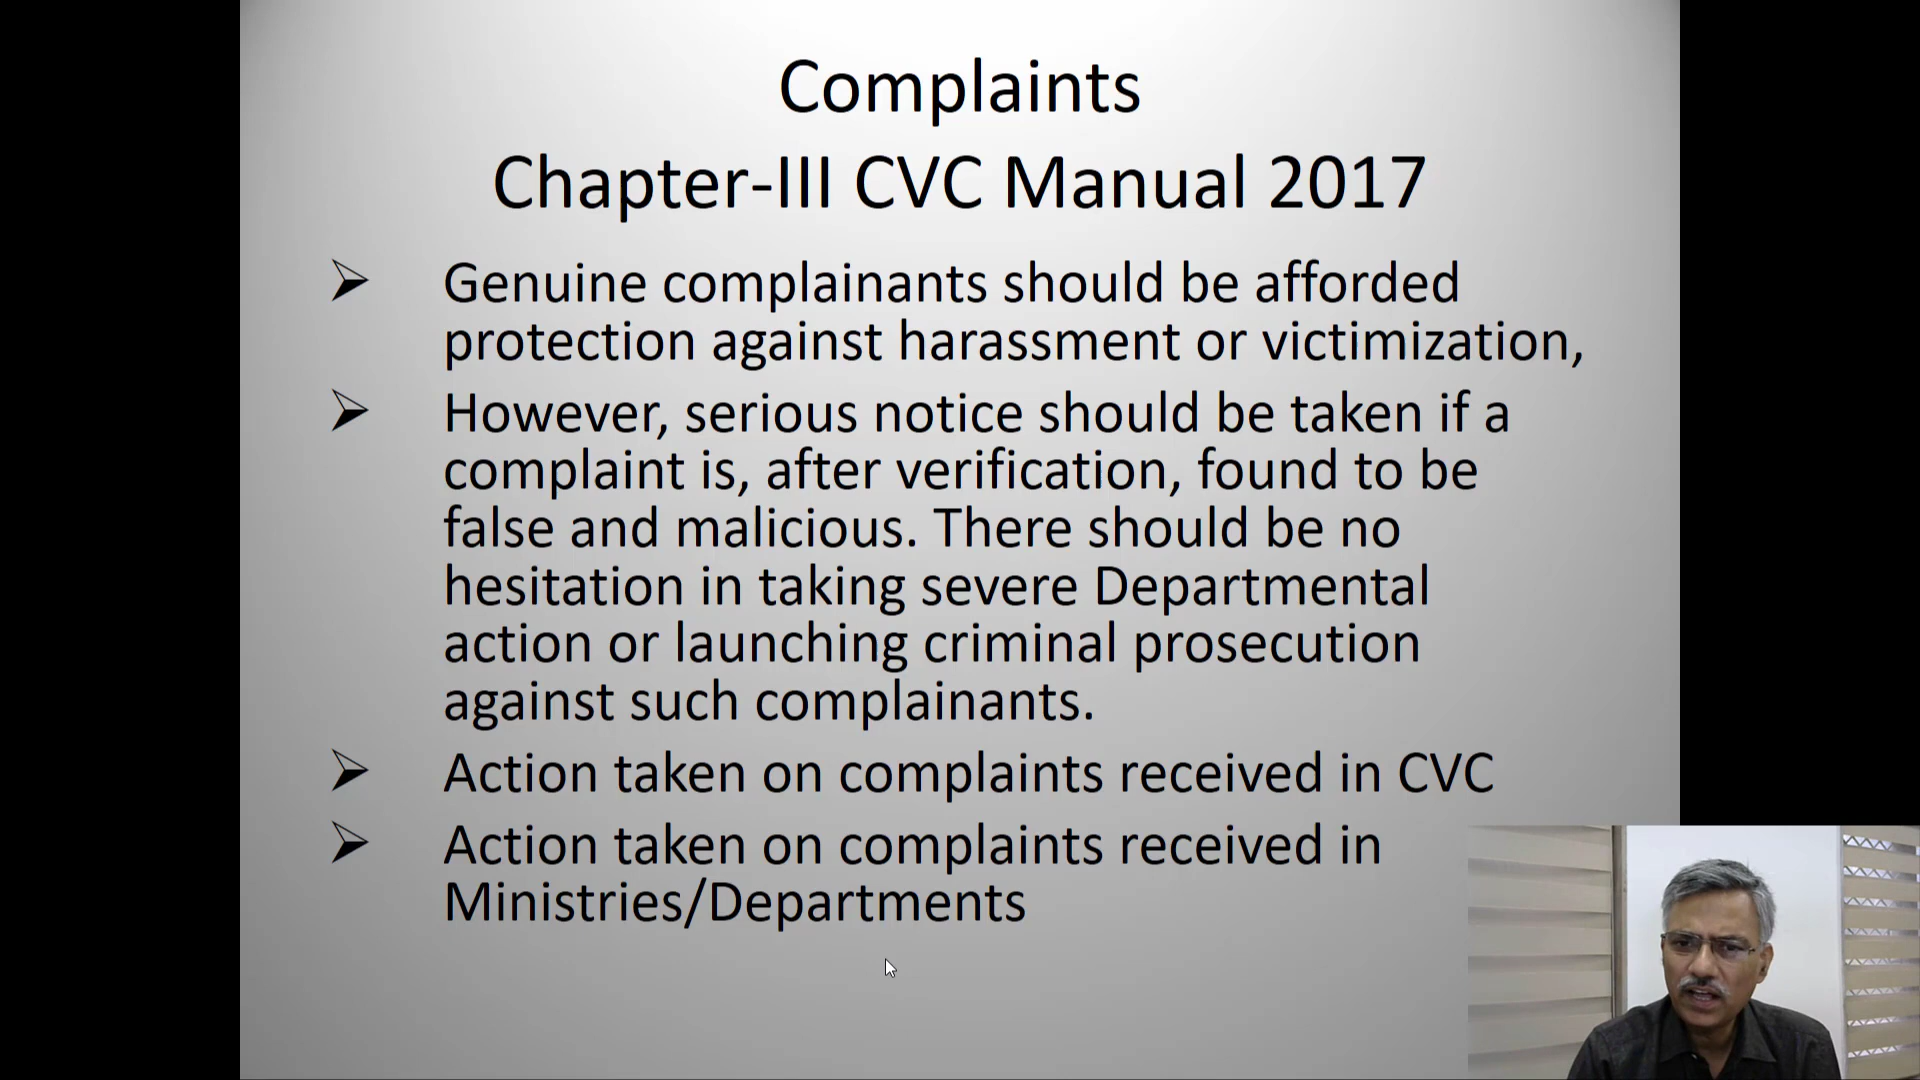 Complaints
Chapter-III CVC Manual 2017
Genuine complainants should be afforded
protection against harassment or victimization,
However, serious notice should be taken if a
complaint is, after verification, found to be
false and malicious. There should be no
hesitation in taking severe Departmental
action or launching criminal prosecution
against such complainants.
Action taken on complaints received in CVC
Action taken on complaints received in
Ministries/Departments